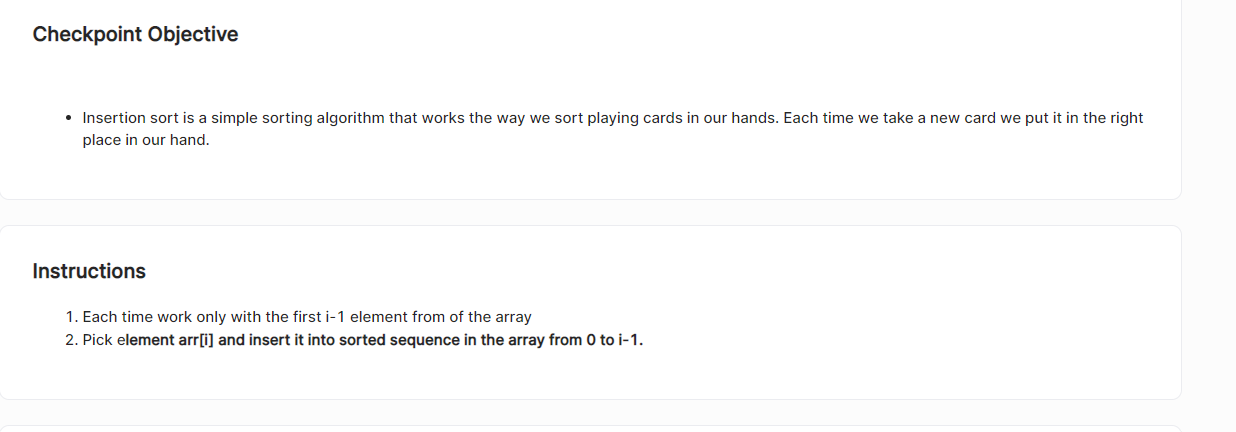 Checkpoint Objective
• Insertion sort is a simple sorting algorithm that works the way we sort playing cards in our hands. Each time we take a new card we put it in the right
place in our hand.
Instructions
1. Each time work only with the first i-1 element from of the array
2. Pick element arr[i] and insert it into sorted sequence in the array from 0 to i-1.